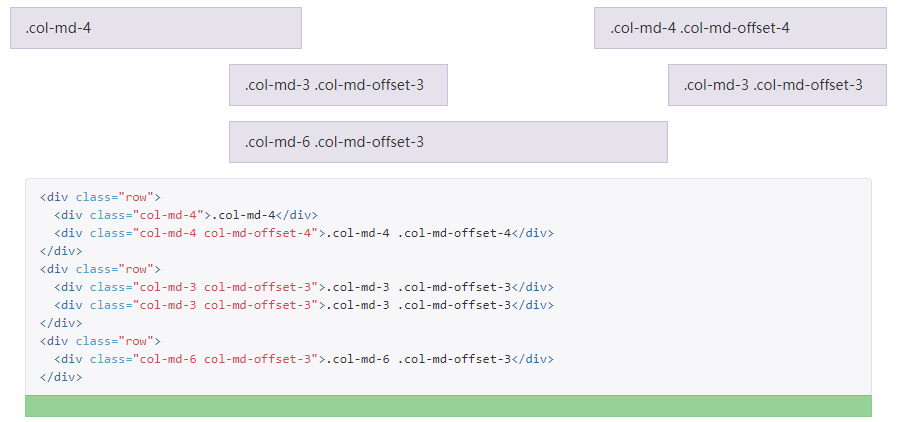 .col-md-4
.col-md-4 .col-md-offset-4
.col-md-3 .col-md-offset-3
.col-md-3 .col-md-offset-3
.col-md-6 .col-md-offset-3
<div class="row">
  <div class="col-md-4">.col-md-4</div>
  <div class="col-md-4 col-md-offset-4">.col-md-4 .col-md-offset-4</div>
</div>
<div class="row">
  <div class="col-md-3 col-md-offset-3">.col-md-3 .col-md-offset-3</div>
  <div class="col-md-3 col-md-offset-3">.col-md-3 .col-md-offset-3</div>
</div>
<div class="row">
  <div class="col-md-6 col-md-offset-3">.col-md-6 .col-md-offset-3</div>
</div>